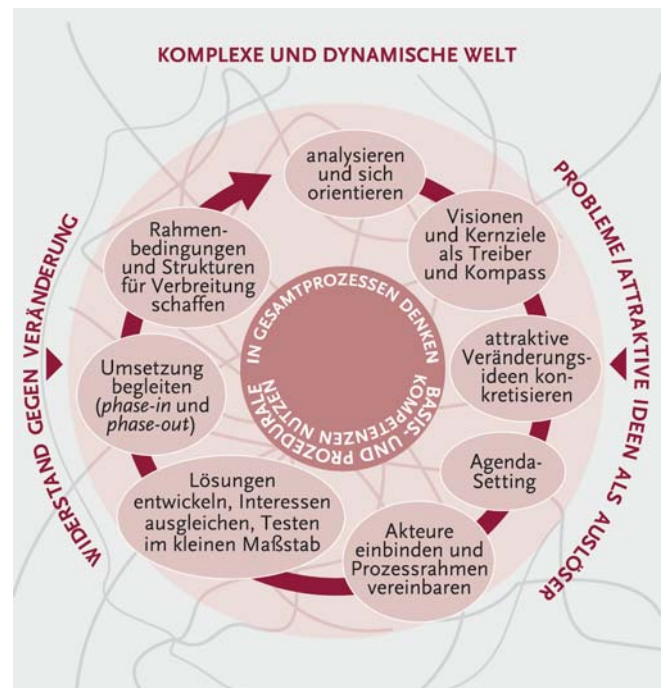 KOMPLEXE UND DYNAMISCHE WELT
analysieren
und sich
orientieren
Visionen
und Kernziele
als Treiber
und Kompass
attraktive
Veränderungs-
ideen kon-
kretisieren
Agenda-
Setting
Akteure
einbinden und
Prozessrahmen
vereinbaren
Lösungen
entwickeln, Interessen
ausgleichen, Testen
im kleinen Maßstab
Umsetzung
begleiten
(phase-in und
phase-out)
Rahmen-
bedingungen
und Strukturen
für Verbreitung
schaffen
IN GESAMTPROZESSEN DENKEN
BASIS- UND PROZEDURALE
KOMPETENZEN NUTZEN
PROBLEME|ATTRAKTIVE IDEEN ALS AUSLÖSER
WIDERSTAND GEGEN VERÄNDERUNG